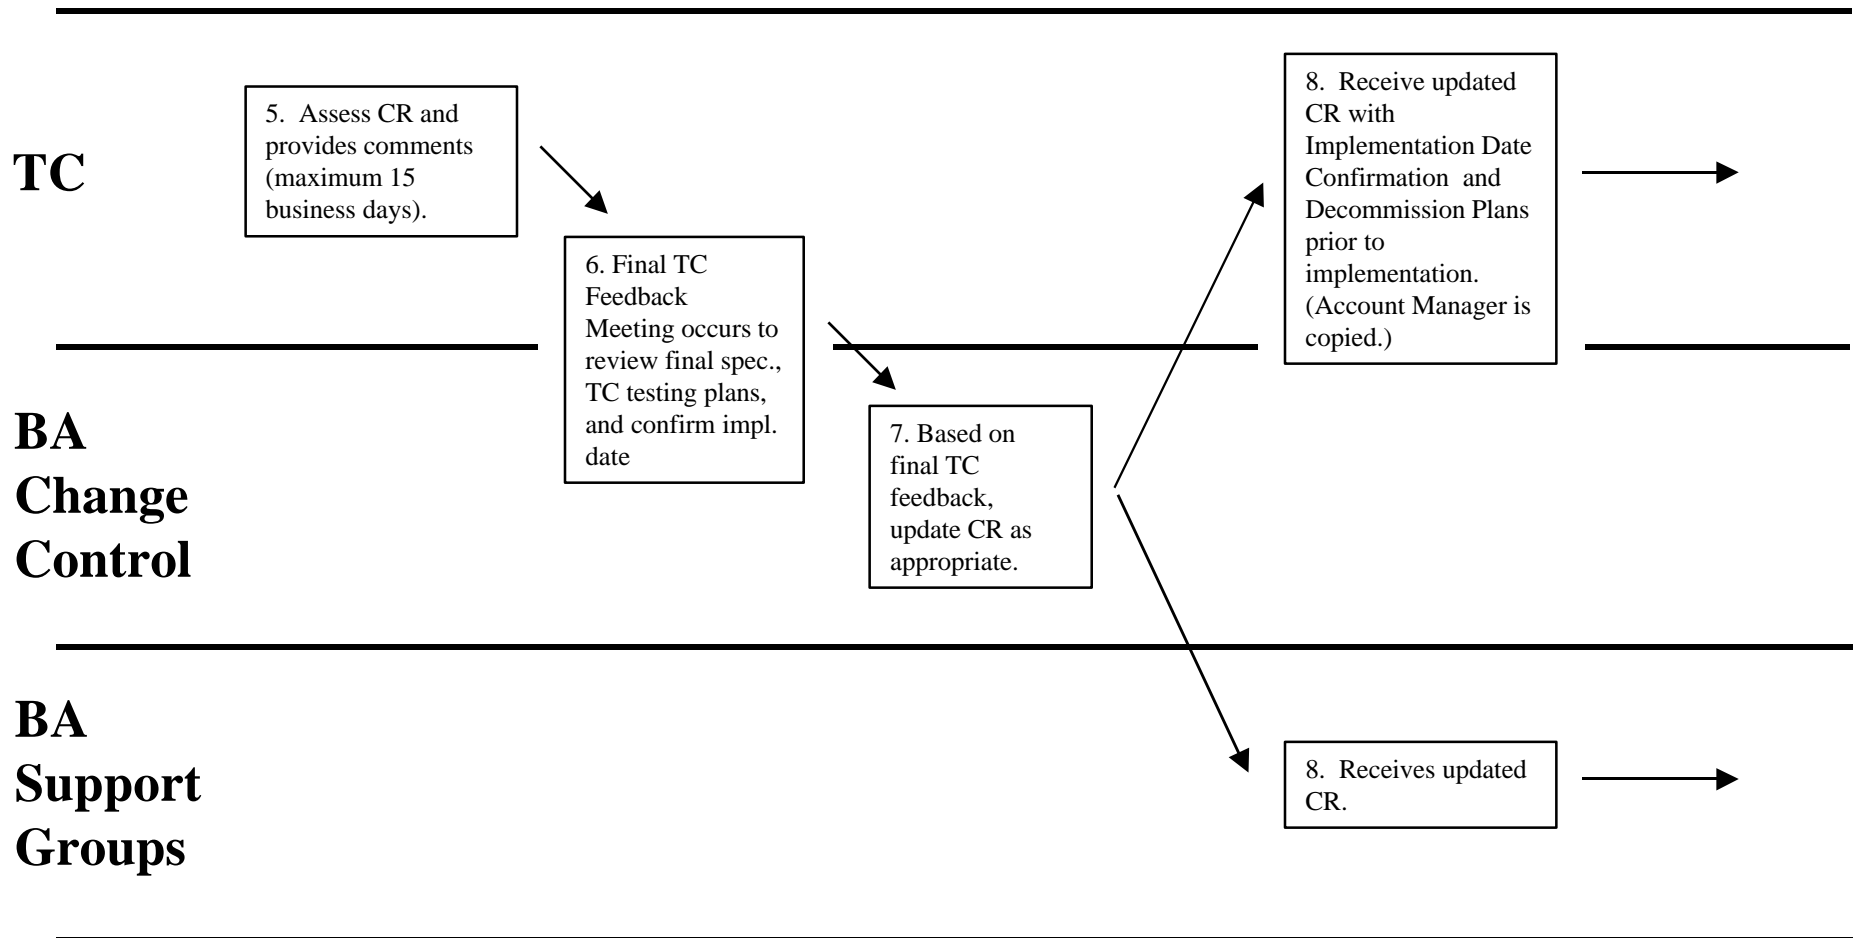 TC
5. Assess CR and
provides comments
(maximum 15
business days).
6. Final TC
Feedback
Meeting occurs to
review final spec.,
TC testing plans,
and confirm impl.
date
8. Receive updated
CR with
Implementation Date
Confirmation and
Decommission Plans
prior to
implementation.
(Account Manager is
copied.)
BA
Change
Control
7. Based on
final TC
feedback,
update CR as
appropriate.
BA
Support
Groups
8. Receives updated
CR.